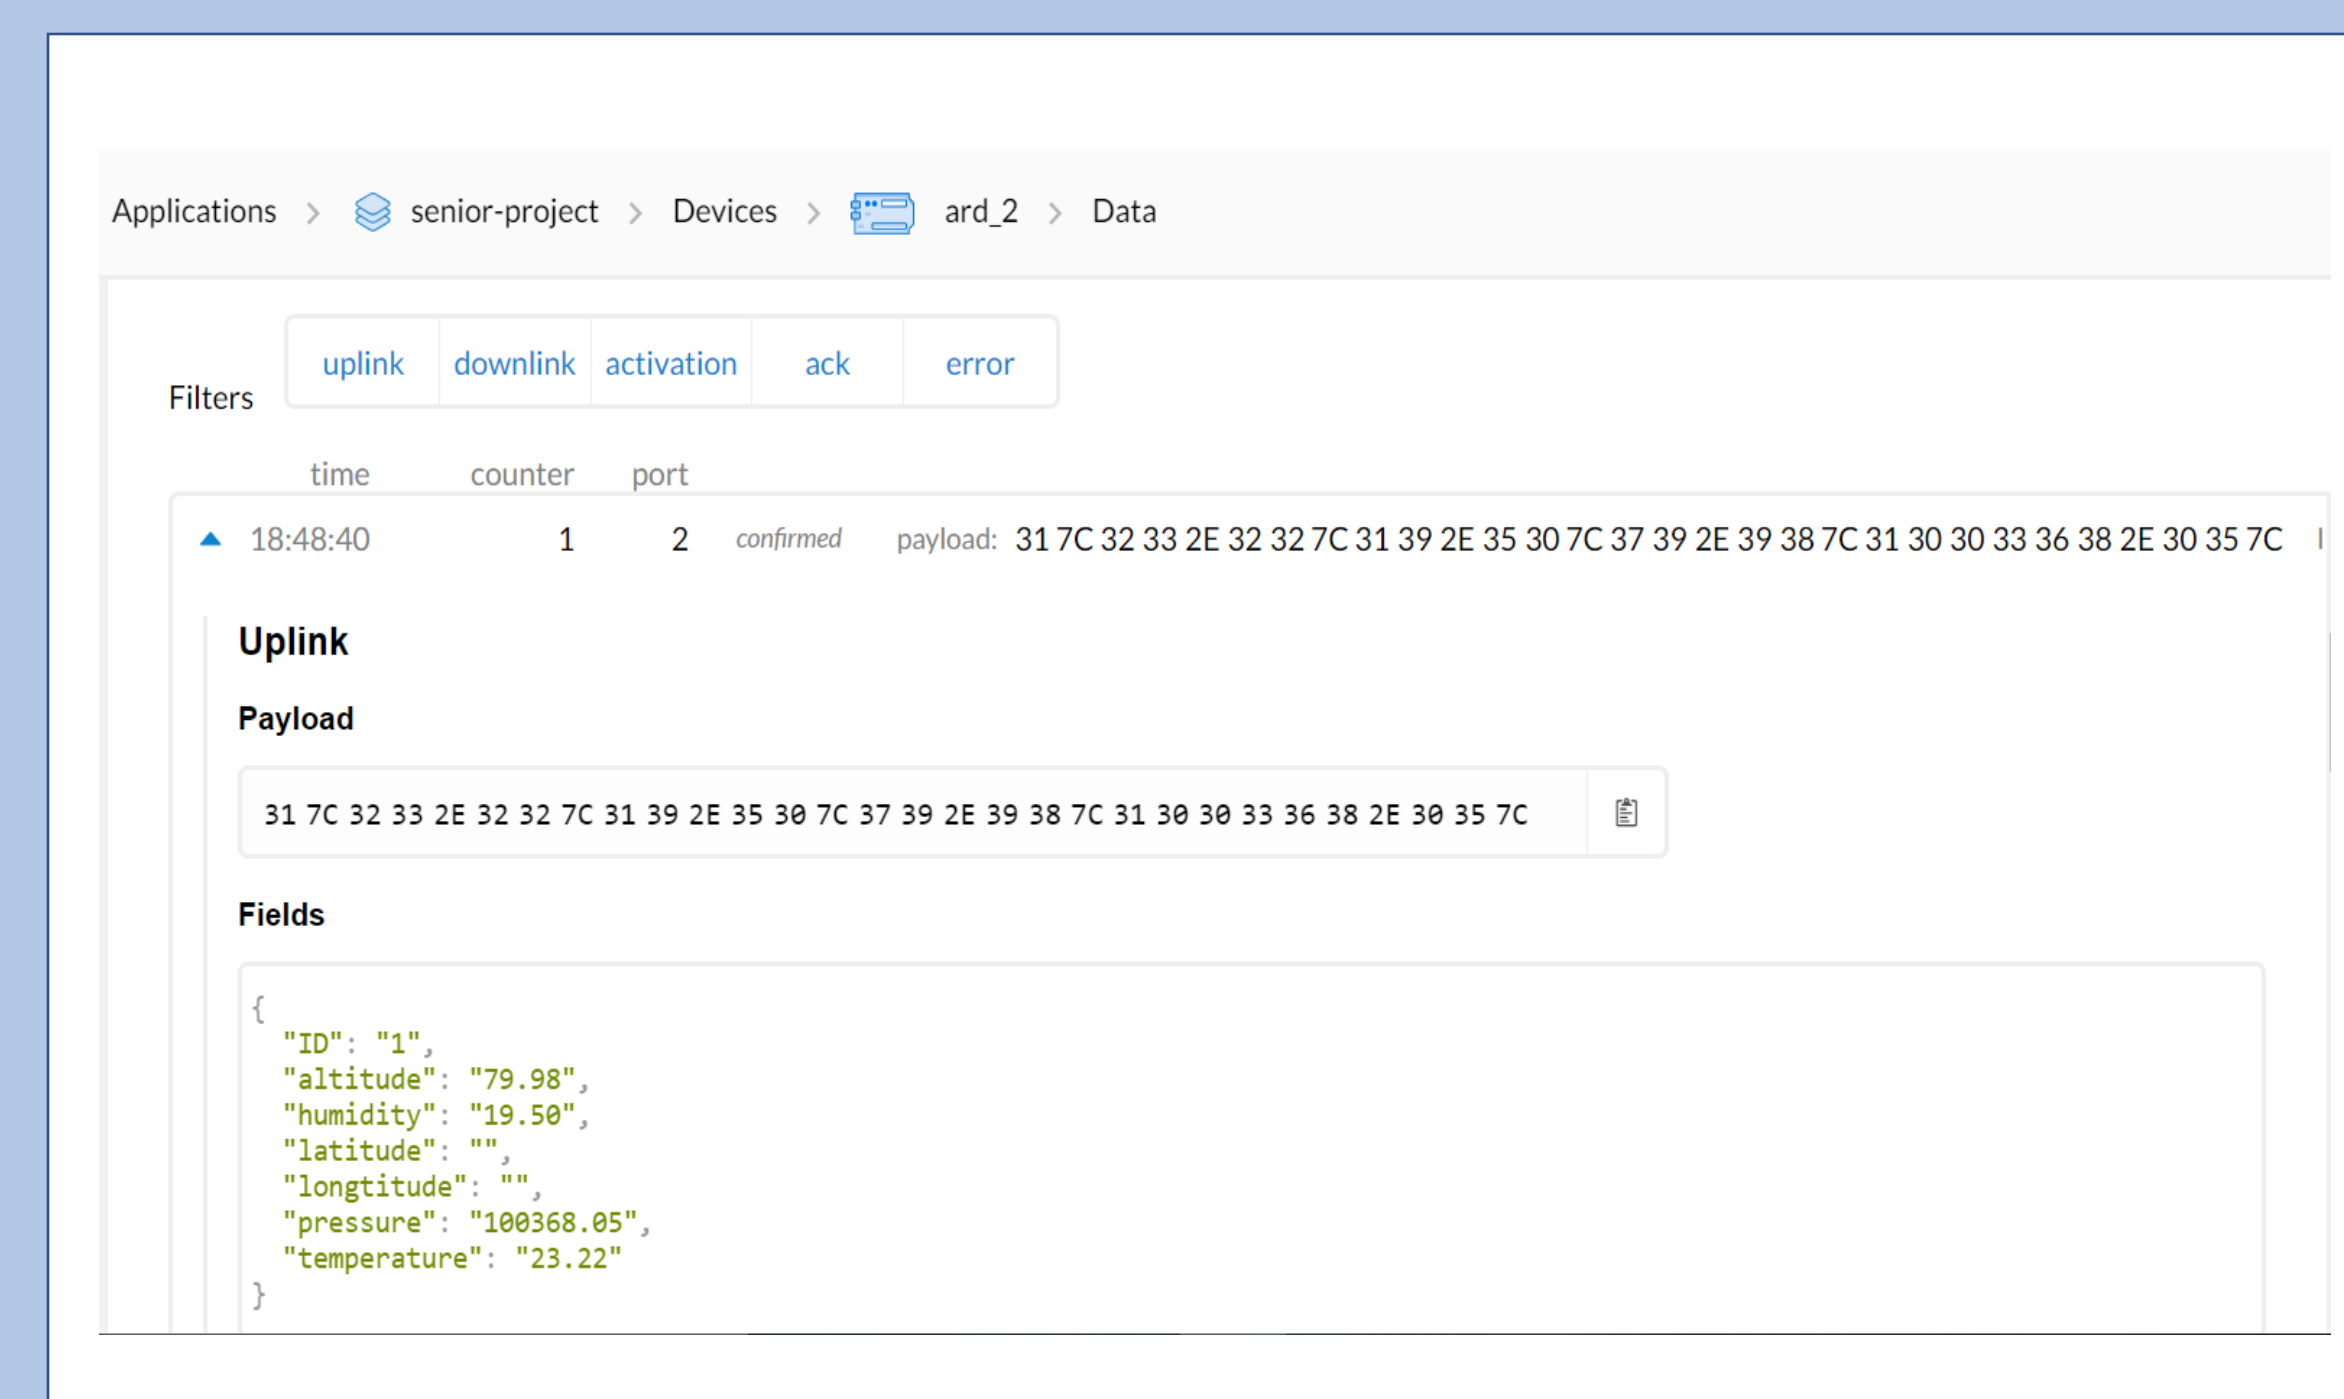 Applications > senior-project > Devices > ard_2 > Data
uplink downlink activation ack error
Filters
time counter port
18:48:40 1 2 confirmed payload: 31 7C 32 33 2E 32 32 7C 31 39 2E 35 30 7C 37 39 2E 39 38 7C 31 30 30 33 36 38 2E 30 35 7C
Uplink
Payload
31 7C 32 33 2E 32 32 7C 31 39 2E 35 30 7C 37 39 2E 39 38 7C 31 30 30 33 36 38 2E 30 35 7C
Fields
{
"ID": "1",
"altitude": "79.98",
"humidity": "19.50",
"latitude": "",
"longtitude": "",
"pressure": "100368.05",
"temperature": "23.22"
}